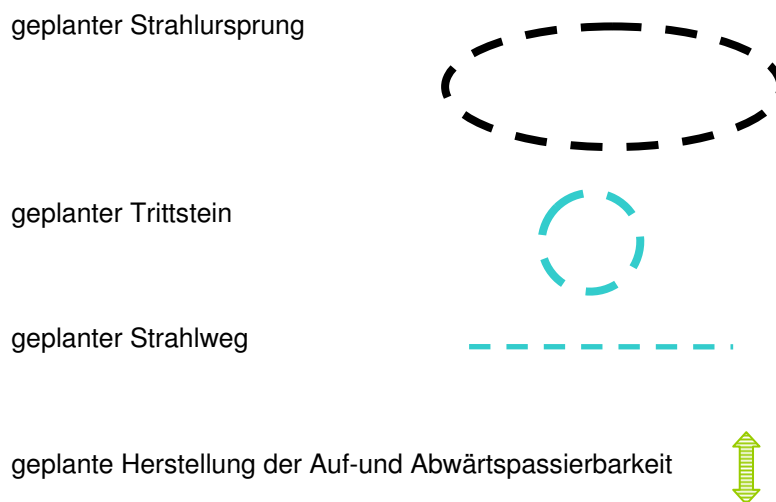 geplanter Strahlursprung
geplanter Trittstein
geplanter Strahlweg
geplante Herstellung der Auf-und Abwärtspassierbarkeit